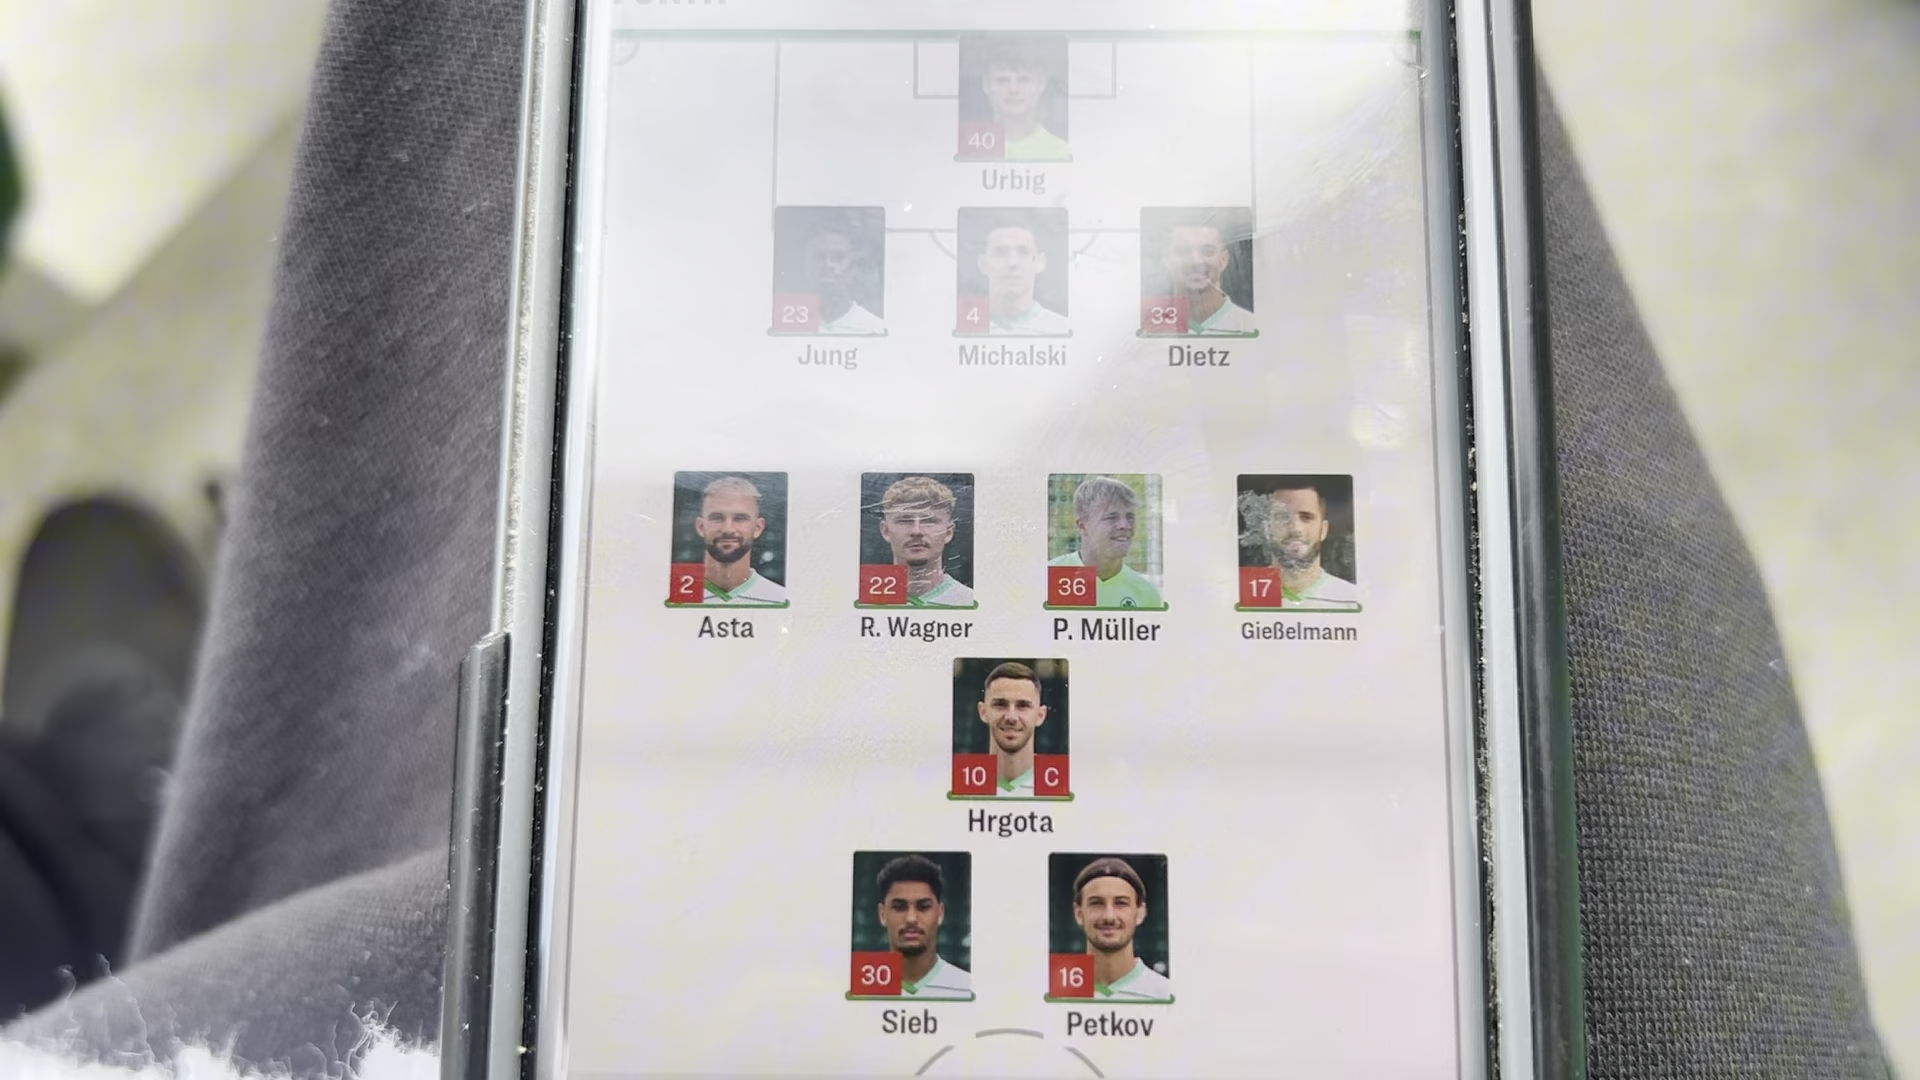 40
Urbig
23 4 33
Jung Michalski Dietz
2 22 36 17
Asta R. Wagner P. Müller Gießelmann
10 C
Hrgota
30 16
Sieb Petkov